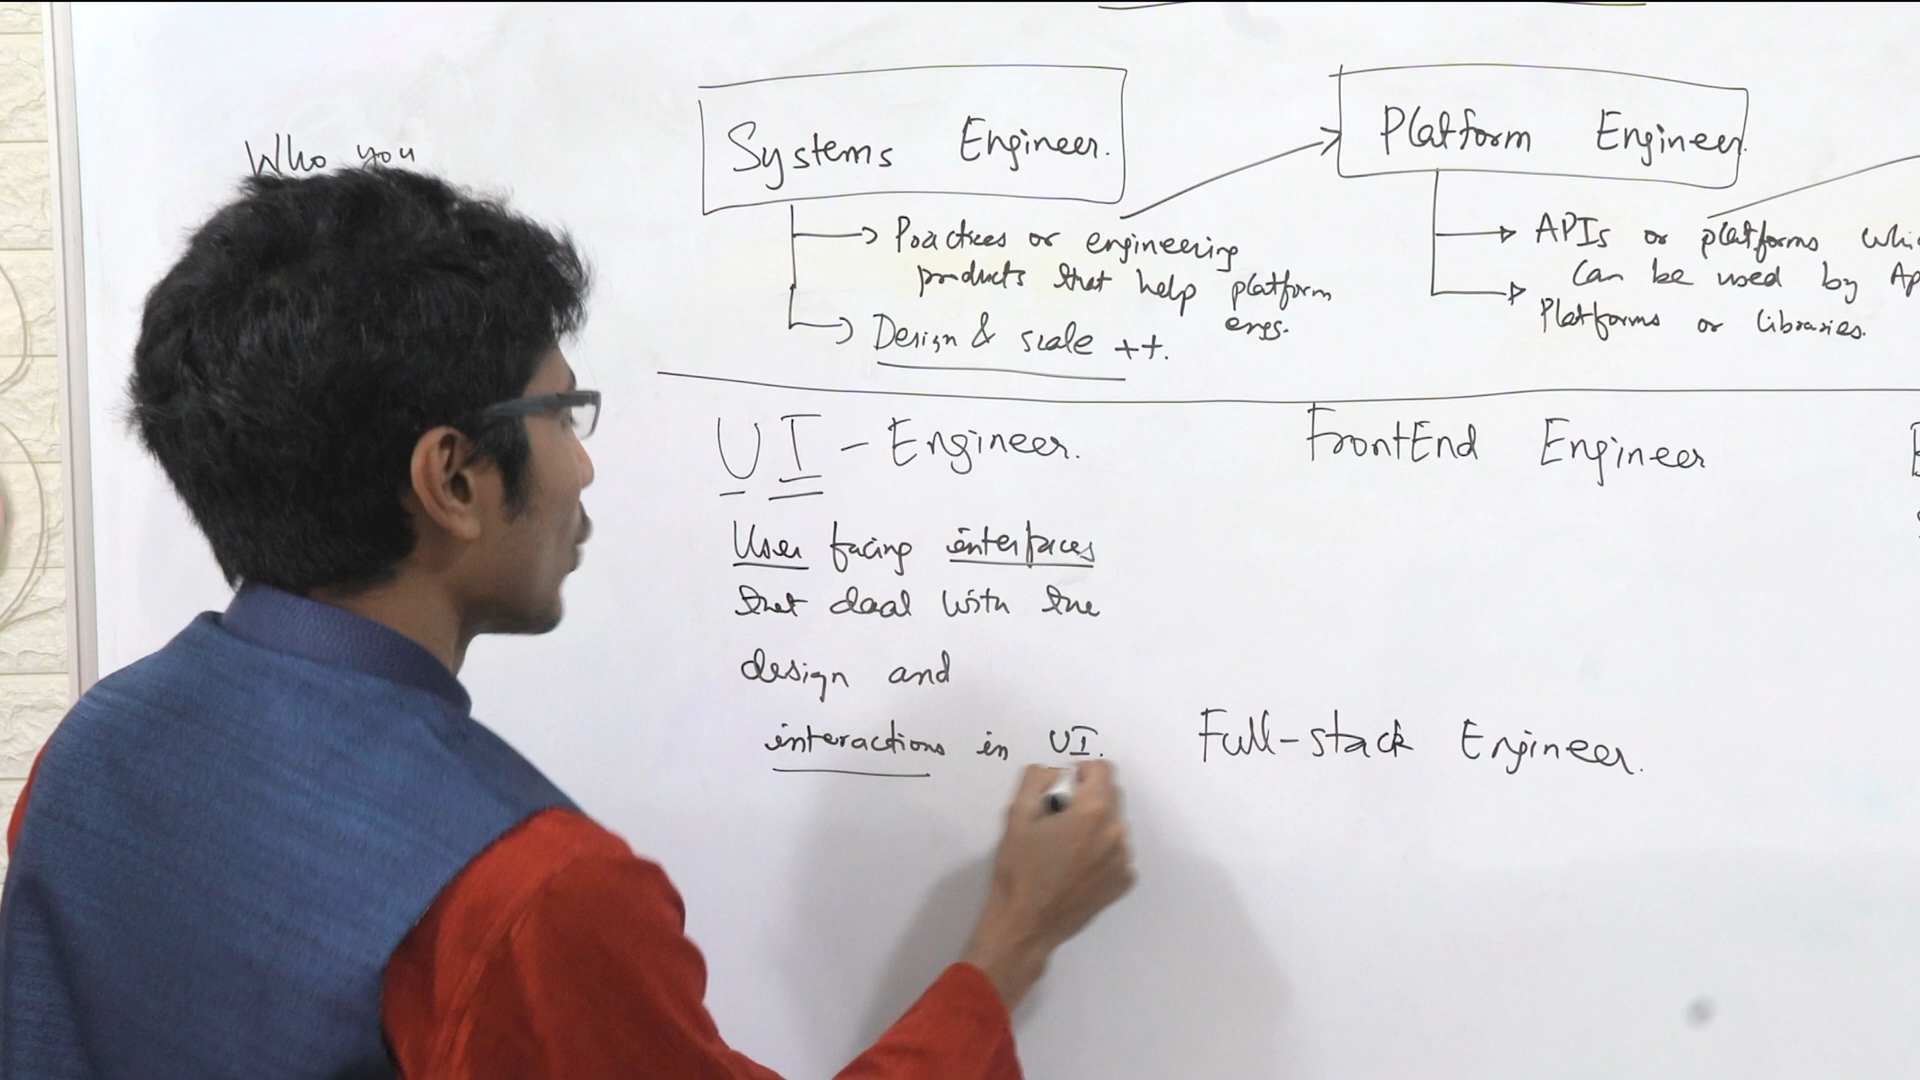 Who you
Systems Engineer.
Practices or engineering
products that help platform
engs.
Design & scale ++.
Platform Engineer.
APIs or platforms whic
can be used by Ap
Platforms or libraries.
UI - Engineer.
User facing interfaces
that deal with the
design and
interactions in UI.
FrontEnd Engineer
Full-stack Engineer.